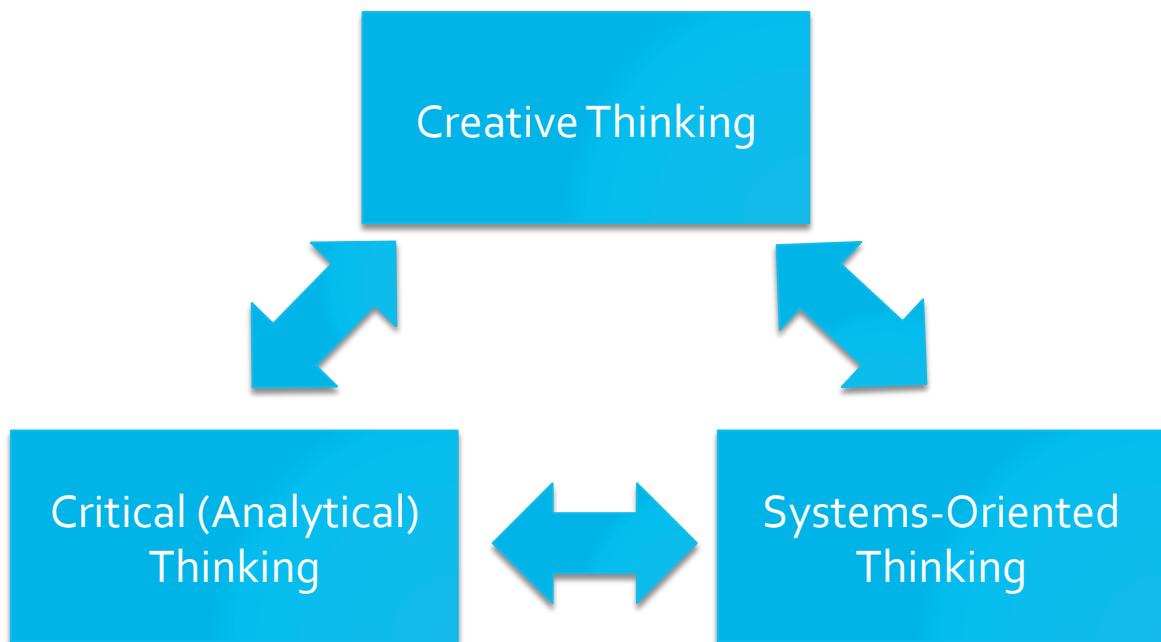 Creative Thinking
Critical (Analytical)
Thinking
Systems-Oriented
Thinking